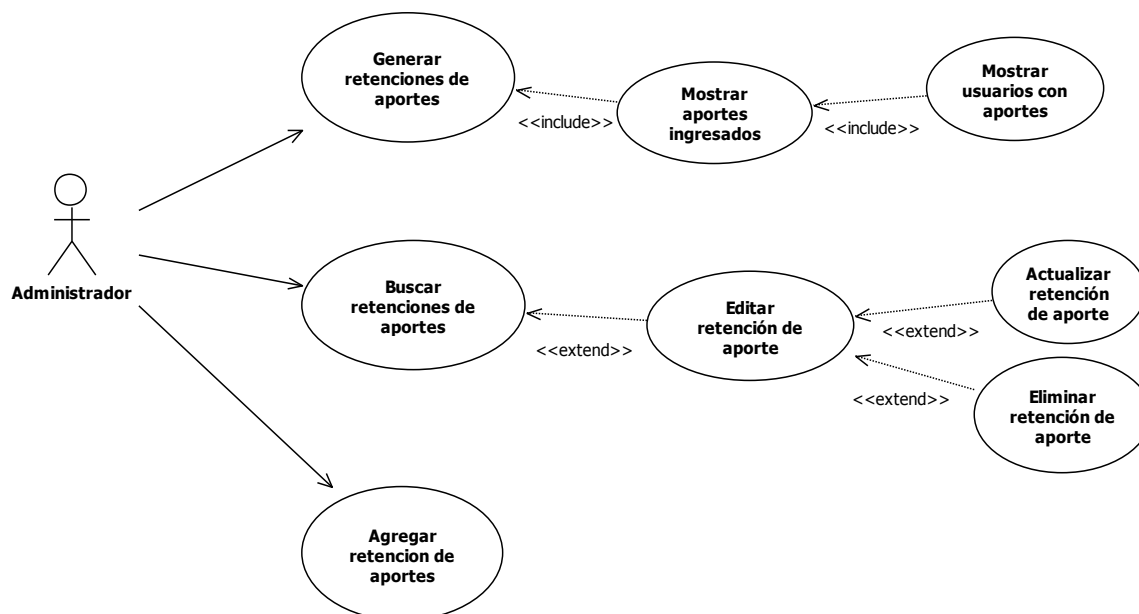 Generar
retenciones de
aportes
<<include>>
Mostrar
aportes
ingresados
<<include>>
Mostrar
usuarios con
aportes
Administrador
Buscar
retenciones de
aportes
<<extend>>
Editar
retención de
aporte
<<extend>>
Actualizar
retención
de aporte
<<extend>>
Eliminar
retención de
aporte
Agregar
retencion de
aportes